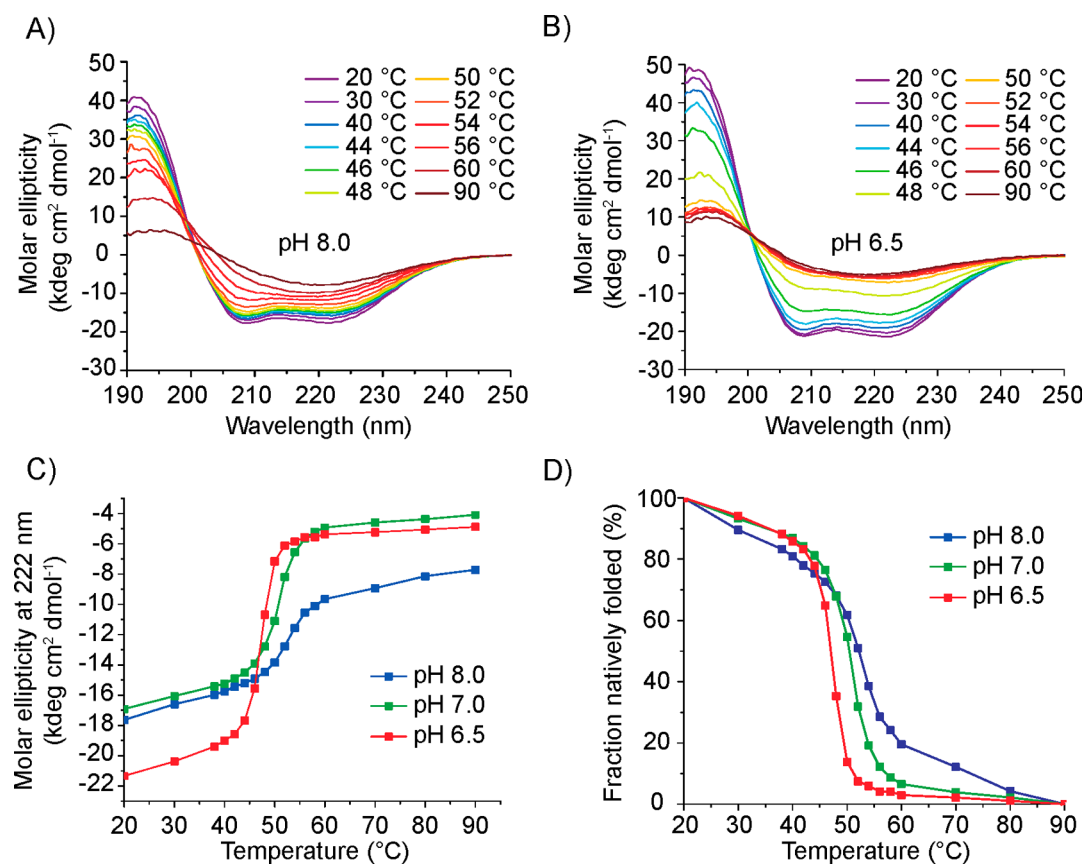 A)
50
40
30
20
10
0
-10
-20
-30
Molar ellipticity
(kdeg cm² dmol⁻¹)
20 °C
30 °C
40 °C
44 °C
46 °C
48 °C
50 °C
52 °C
54 °C
56 °C
60 °C
90 °C
pH 8.0
190 200 210 220 230 240 250
Wavelength (nm)
B)
50
40
30
20
10
0
-10
-20
-30
Molar ellipticity
(kdeg cm² dmol⁻¹)
20 °C
30 °C
40 °C
44 °C
46 °C
48 °C
50 °C
52 °C
54 °C
56 °C
60 °C
90 °C
pH 6.5
190 200 210 220 230 240 250
Wavelength (nm)
C)
-4
-6
-8
-10
-12
-14
-16
-18
-20
-22
Molar ellipticity at 222 nm
(kdeg cm² dmol⁻¹)
pH 8.0
pH 7.0
pH 6.5
20 30 40 50 60 70 80 90
Temperature (°C)
D)
100
80
60
40
20
0
Fraction natively folded (%)
pH 8.0
pH 7.0
pH 6.5
20 30 40 50 60 70 80 90
Temperature (°C)